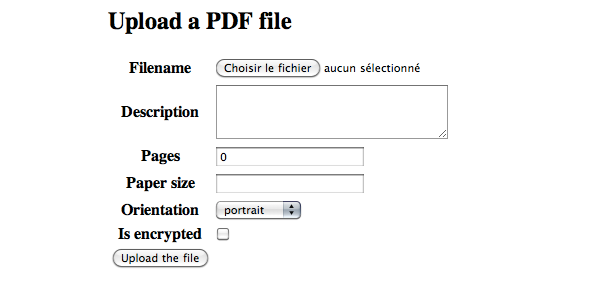 Upload a PDF file
Filename Choisir le fichier aucun sélectionné
Description
Pages 0
Paper size
Orientation portrait
Is encrypted
Upload the file